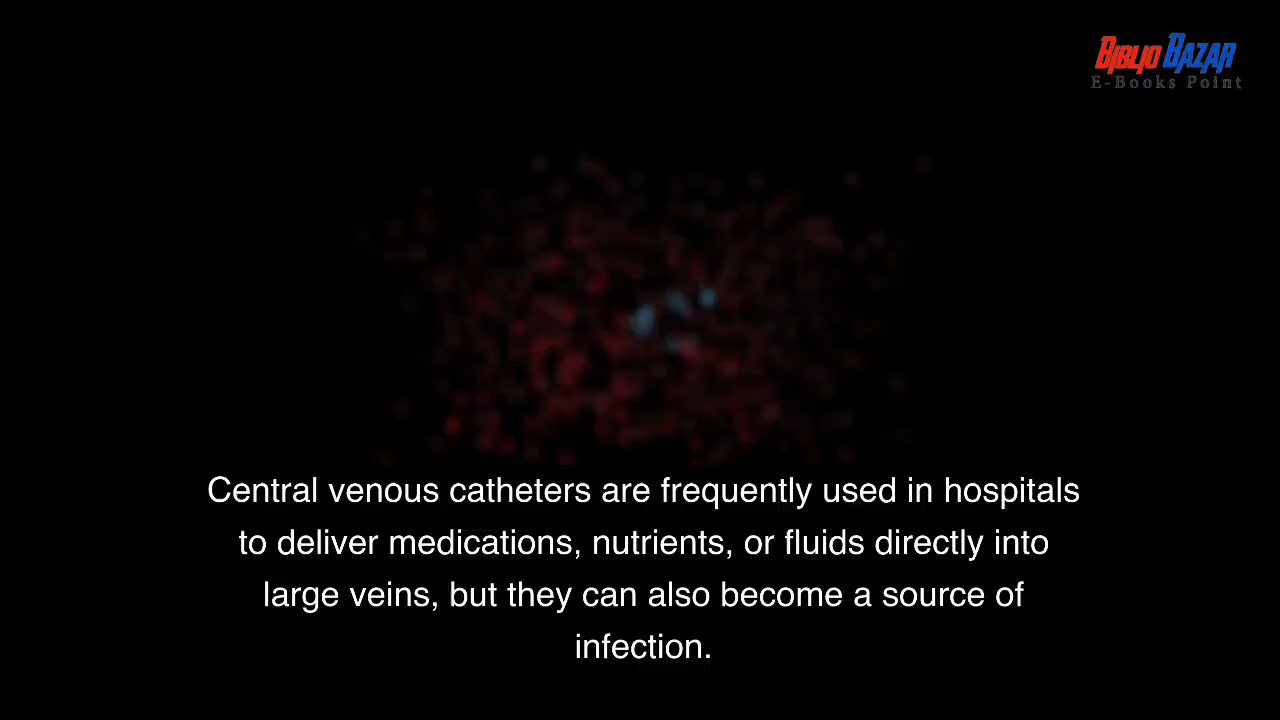 BIBLIO BAZAR
E-Books Point
Central venous catheters are frequently used in hospitals
to deliver medications, nutrients, or fluids directly into
large veins, but they can also become a source of
infection.